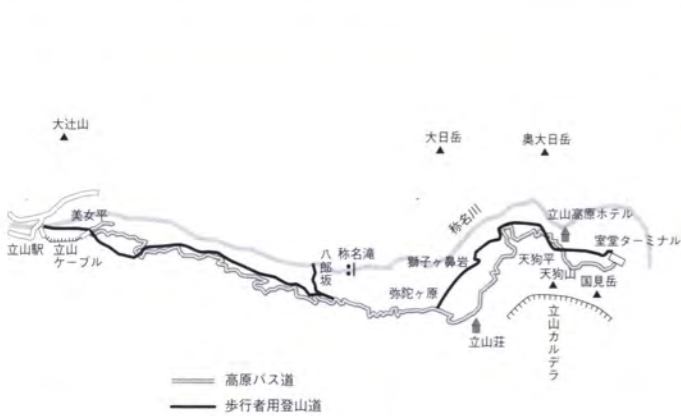 大辻山
大日岳
奥大日岳
美女平
称名川
立山高原ホテル
立山駅
立山
ケーブル
八郎坂
称名滝
獅子ヶ鼻岩
室堂ターミナル
天狗平
天狗山
国見岳
弥陀ヶ原
立山荘
立山カルデラ
高原バス道
歩行者用登山道